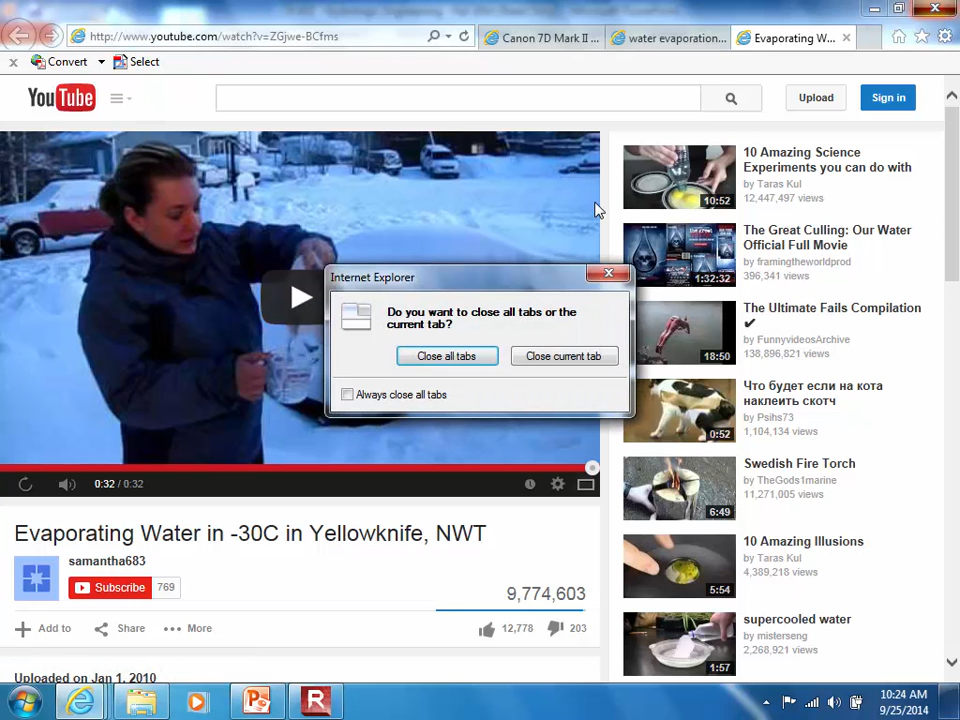 http://www.youtube.com/watch?v=ZGjwe-BCfms
Canon 7D Mark II ...
water evaporation...
Evaporating W...
Convert
Select
YouTube
Upload
Sign in
10 Amazing Science
Experiments you can do with
by Taras Kul
12,447,497 views
10:52
The Great Culling: Our Water
Official Full Movie
by framingtheworldprod
396,341 views
1:32:32
Internet Explorer
Do you want to close all tabs or the
current tab?
Close all tabs
Close current tab
Always close all tabs
The Ultimate Fails Compilation
✔
by FunnyvideosArchive
138,896,821 views
18:50
Что будет если на кота
наклеить скотч
by Psihs73
1,104,134 views
0:52
Swedish Fire Torch
by TheGods1marine
11,271,005 views
6:49
0:32 / 0:32
Evaporating Water in -30C in Yellowknife, NWT
samantha683
Subscribe
769
9,774,603
Add to
Share
More
12,778
203
Uploaded on Jan 1, 2010
10 Amazing Illusions
by Taras Kul
4,389,218 views
5:54
supercooled water
by misterseng
2,268,921 views
1:57
10:24 AM
9/25/2014